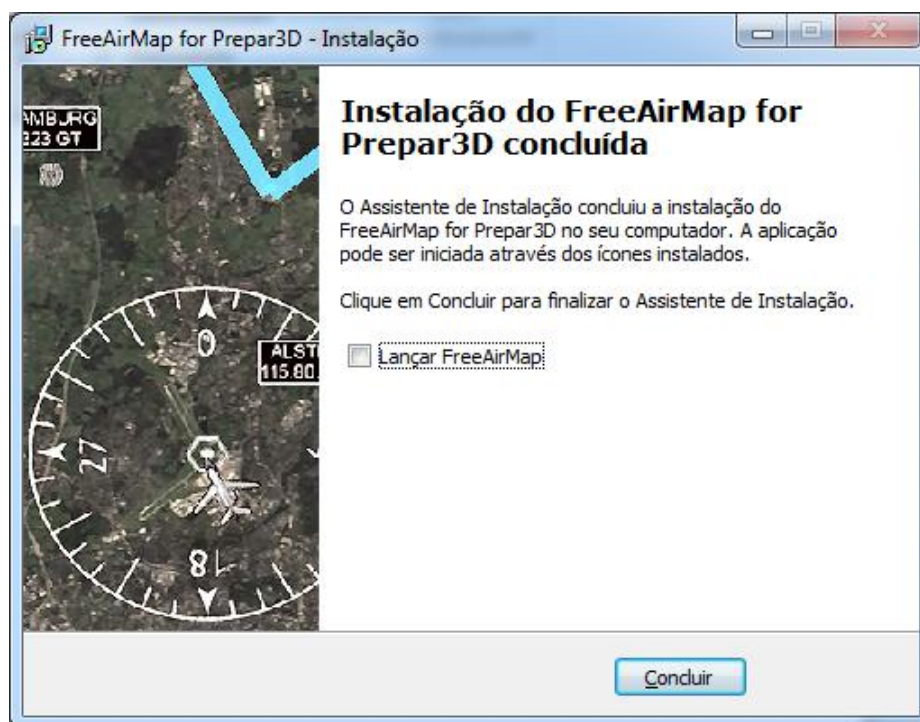 FreeAirMap for Prepar3D - Instalação
AMBURG
223 GT
0
ALST
115.80
27
18
Instalação do FreeAirMap for
Prepar3D concluída
O Assistente de Instalação concluiu a instalação do
FreeAirMap for Prepar3D no seu computador. A aplicação
pode ser iniciada através dos ícones instalados.
Clique em Concluir para finalizar o Assistente de Instalação.
Lançar FreeAirMap
Concluir